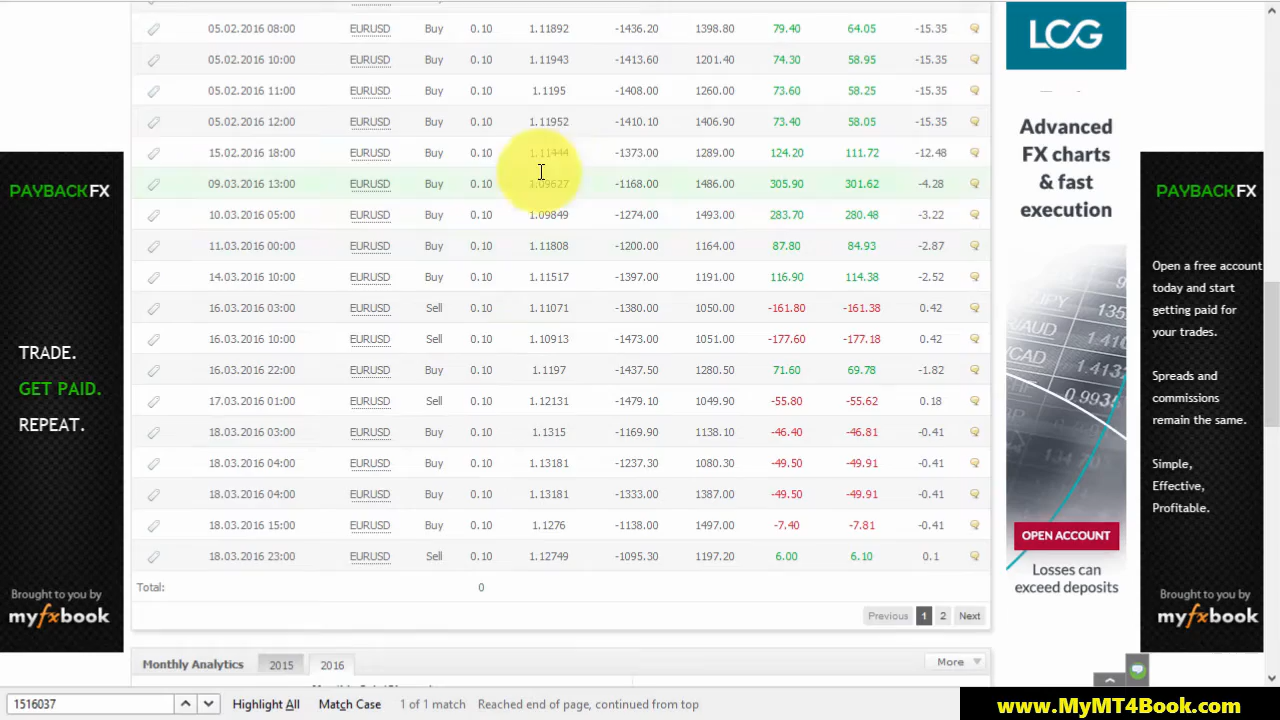 05.02.2016 08:00 EURUSD Buy 0.10 1.11892 -1436.20 1398.80 79.40 64.05 -15.35
05.02.2016 10:00 EURUSD Buy 0.10 1.11943 -1413.60 1201.40 74.30 58.95 -15.35
05.02.2016 11:00 EURUSD Buy 0.10 1.1195 -1408.00 1260.00 73.60 58.25 -15.35
05.02.2016 12:00 EURUSD Buy 0.10 1.11952 -1410.10 1406.90 73.40 58.05 -15.35
15.02.2016 18:00 EURUSD Buy 0.10 1.11444 -1376.00 1289.00 124.20 111.72 -12.48
09.03.2016 13:00 EURUSD Buy 0.10 1.09627 -1168.00 1486.00 305.90 301.62 -4.28
10.03.2016 05:00 EURUSD Buy 0.10 1.09849 -1274.00 1493.00 283.70 280.48 -3.22
11.03.2016 00:00 EURUSD Buy 0.10 1.11808 -1200.00 1164.00 87.80 84.93 -2.87
14.03.2016 10:00 EURUSD Buy 0.10 1.11517 -1397.00 1191.00 116.90 114.38 -2.52
16.03.2016 03:00 EURUSD Sell 0.10 1.11071 -1380.00 1050.00 -161.80 -161.38 0.42
16.03.2016 10:00 EURUSD Sell 0.10 1.10913 -1473.00 1051.00 -177.60 -177.18 0.42
16.03.2016 22:00 EURUSD Buy 0.10 1.1197 -1437.50 1280.50 71.60 69.78 -1.82
17.03.2016 01:00 EURUSD Sell 0.10 1.12131 -1479.10 1049.90 -55.80 -55.62 0.18
18.03.2016 03:00 EURUSD Buy 0.10 1.1315 -1169.90 1138.10 -46.40 -46.81 -0.41
18.03.2016 04:00 EURUSD Buy 0.10 1.13181 -1237.30 1080.30 -49.50 -49.91 -0.41
18.03.2016 04:00 EURUSD Buy 0.10 1.13181 -1333.00 1387.00 -49.50 -49.91 -0.41
18.03.2016 15:00 EURUSD Buy 0.10 1.1276 -1138.00 1497.00 -7.40 -7.81 -0.41
18.03.2016 23:00 EURUSD Sell 0.10 1.12749 -1095.30 1197.20 6.00 6.10 0.1
Total: 0
Previous 1 2 Next
Monthly Analytics 2015 2016 More
PAYBACKFX
TRADE.
GET PAID.
REPEAT.
Brought to you by
myfxbook
LCG
Advanced
FX charts
& fast
execution
OPEN ACCOUNT
Losses can
exceed deposits
PAYBACKFX
Open a free account
today and start
getting paid for
your trades.
Spreads and
commissions
remain the same.
Simple,
Effective,
Profitable.
Brought to you by
myfxbook
1516037 Highlight All Match Case 1 of 1 match Reached end of page, continued from top
www.MyMT4Book.com